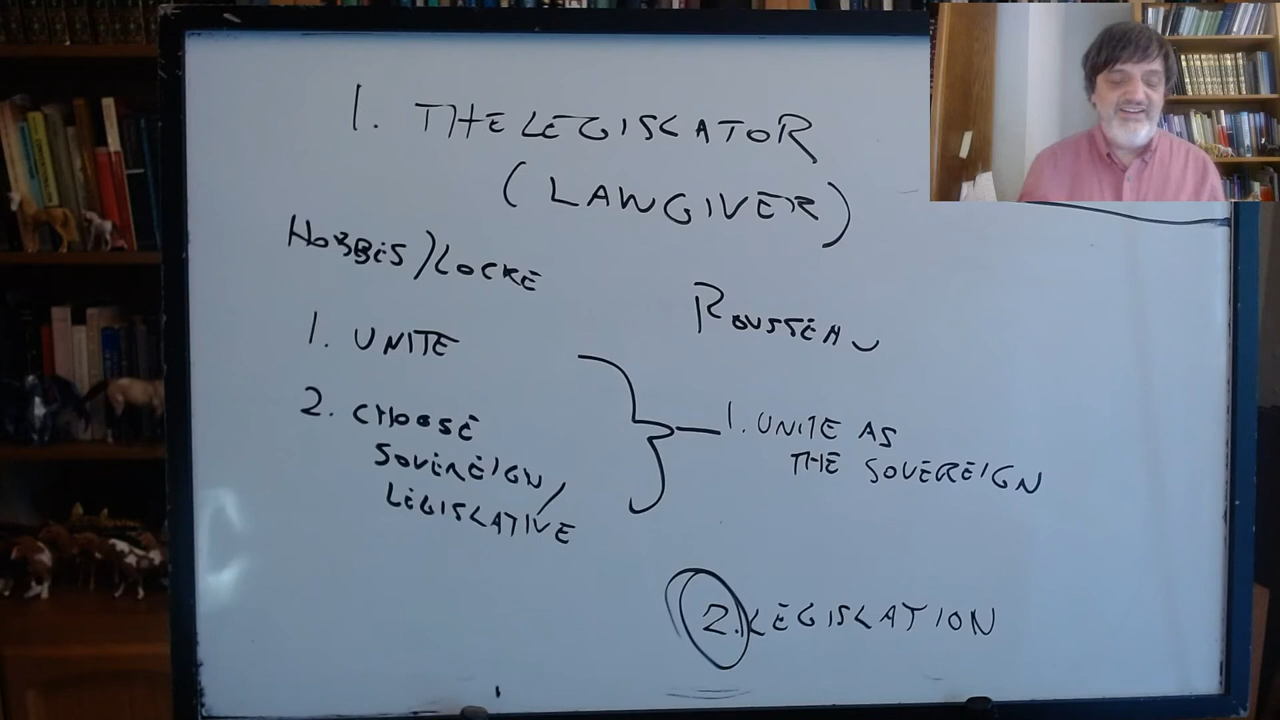 1. THE LEGISLATOR
(LAWGIVER)
HOBBES/LOCKE
1. UNITE
2. CHOOSE
SOVEREIGN/
LEGISLATIVE
ROUSSEAU
1. UNITE AS
THE SOVEREIGN
2. LEGISLATION